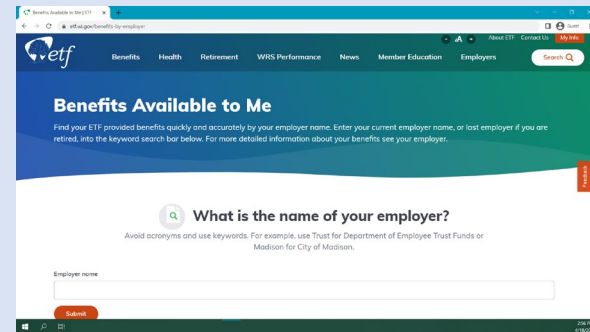 Benefits Available to Me | ETF
etf.wi.gov/benefits-by-employer
Guest
- A + About ETF Contact Us My Info
etf Benefits Health Retirement WRS Performance News Member Education Employers Search
Benefits Available to Me
Find your ETF provided benefits quickly and accurately by your employer name. Enter your current employer name, or last employer if you are
retired, into the keyword search bar below. For more detailed information about your benefits see your employer.
Feedback
What is the name of your employer?
Avoid acronyms and use keywords. For example, use Trust for Department of Employee Trust Funds or
Madison for City of Madison.
Employer name
Submit